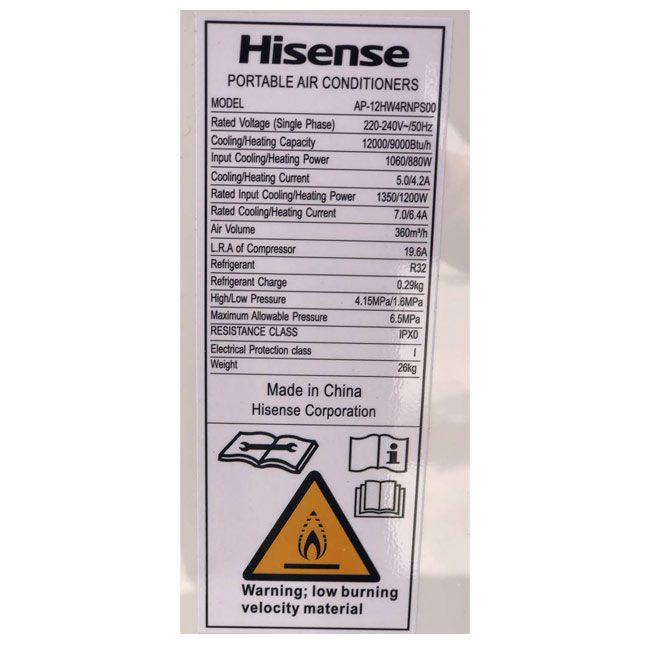 Hisense
PORTABLE AIR CONDITIONERS
MODEL AP-12HW4RNPS00
Rated Voltage (Single Phase) 220-240V~/50Hz
Cooling/Heating Capacity 12000/9000Btu/h
Input Cooling/Heating Power 1060/880W
Cooling/Heating Current 5.0/4.2A
Rated Input Cooling/Heating Power 1350/1200W
Rated Cooling/Heating Current 7.0/6.4A
Air Volume 360m³/h
L.R.A of Compressor 19.6A
Refrigerant R32
Refrigerant Charge 0.29kg
High/Low Pressure 4.15MPa/1.6MPa
Maximum Allowable Pressure 6.5MPa
RESISTANCE CLASS IPX0
Electrical Protection class I
Weight 26kg
Made in China
Hisense Corporation
i
Warning; low burning
velocity material